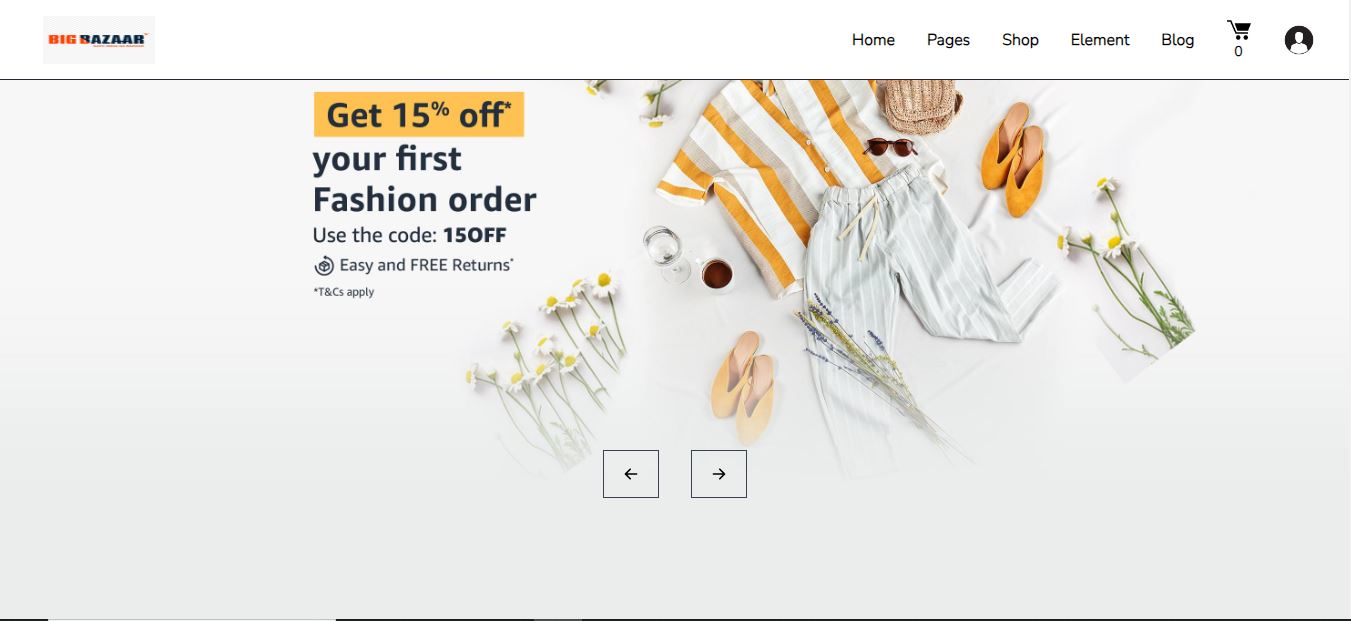 BIG BAZAAR
Home Pages Shop Element Blog
0
Get 15% off*
your first
Fashion order
Use the code: 15OFF
Easy and FREE Returns*
*T&Cs apply